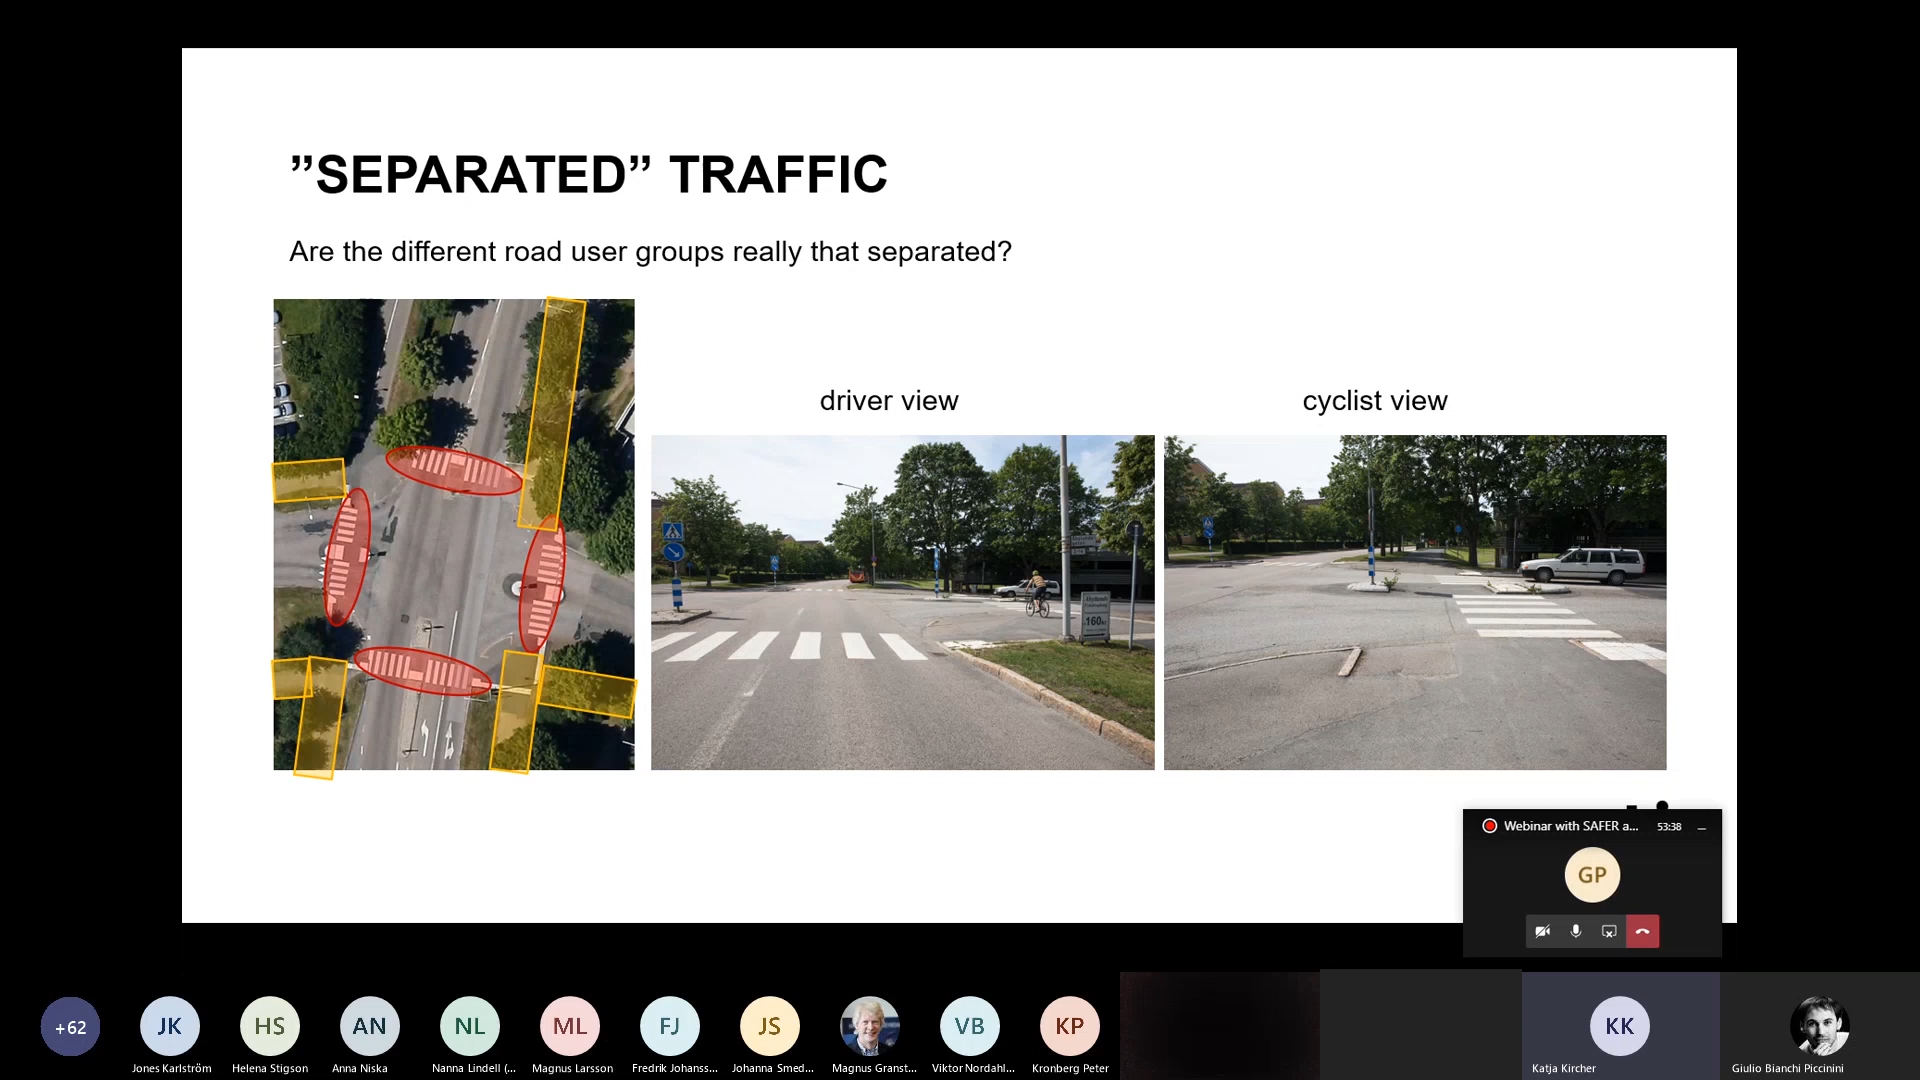 ”SEPARATED” TRAFFIC
Are the different road user groups really that separated?
driver view
cyclist view
160kr
Webinar with SAFER a...
53:38
GP
+62
JK
HS
AN
NL
ML
FJ
JS
VB
KP
KK
Jones Karlström
Helena Stigson
Anna Niska
Nanna Lindell (...
Magnus Larsson
Fredrik Johanss...
Johanna Smed...
Magnus Granst...
Viktor Nordahl...
Kronberg Peter
Katja Kircher
Giulio Bianchi Piccinini